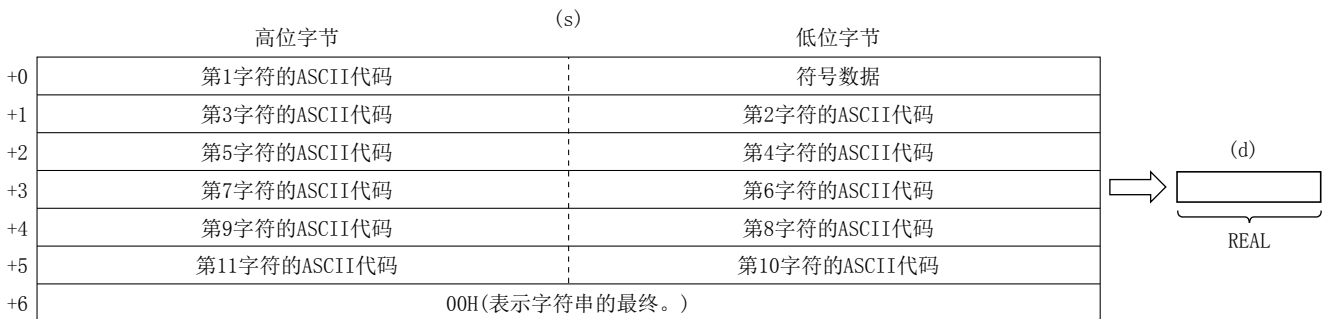 (s)
高位字节 低位字节
+0 第1字符的ASCII代码 符号数据
+1 第3字符的ASCII代码 第2字符的ASCII代码
+2 第5字符的ASCII代码 第4字符的ASCII代码
+3 第7字符的ASCII代码 第6字符的ASCII代码
+4 第9字符的ASCII代码 第8字符的ASCII代码
+5 第11字符的ASCII代码 第10字符的ASCII代码
+6 00H(表示字符串的最终。)
(d)
REAL